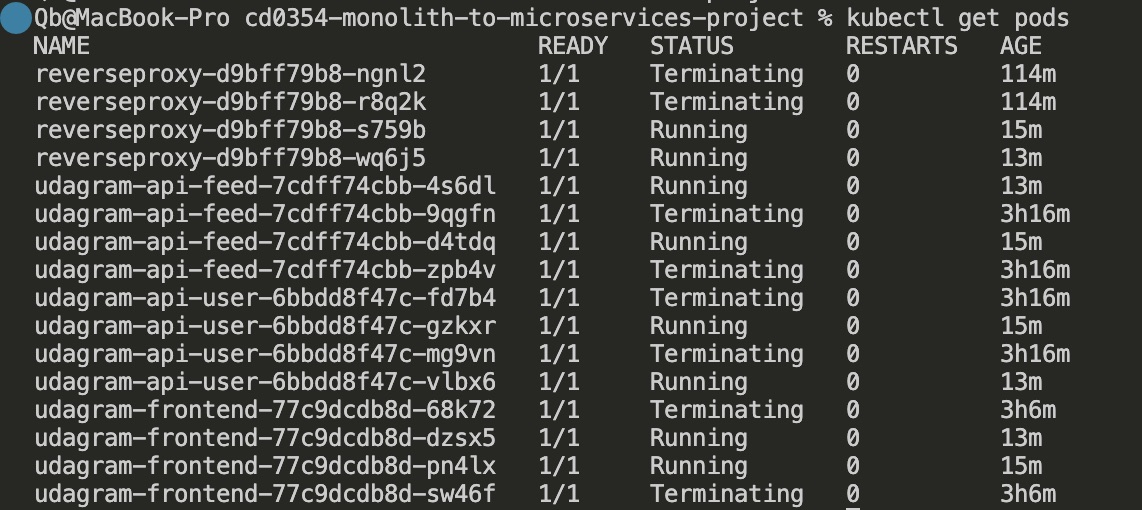 Qb@MacBook-Pro cd0354-monolith-to-microservices-project % kubectl get pods
NAME READY STATUS RESTARTS AGE
reverseproxy-d9bff79b8-ngnl2 1/1 Terminating 0 114m
reverseproxy-d9bff79b8-r8q2k 1/1 Terminating 0 114m
reverseproxy-d9bff79b8-s759b 1/1 Running 0 15m
reverseproxy-d9bff79b8-wq6j5 1/1 Running 0 13m
udagram-api-feed-7cdff74cbb-4s6dl 1/1 Running 0 13m
udagram-api-feed-7cdff74cbb-9qgfn 1/1 Terminating 0 3h16m
udagram-api-feed-7cdff74cbb-d4tdq 1/1 Running 0 15m
udagram-api-feed-7cdff74cbb-zpb4v 1/1 Terminating 0 3h16m
udagram-api-user-6bbdd8f47c-fd7b4 1/1 Terminating 0 3h16m
udagram-api-user-6bbdd8f47c-gzkxr 1/1 Running 0 15m
udagram-api-user-6bbdd8f47c-mg9vn 1/1 Terminating 0 3h16m
udagram-api-user-6bbdd8f47c-vlbx6 1/1 Running 0 13m
udagram-frontend-77c9dcdb8d-68k72 1/1 Terminating 0 3h6m
udagram-frontend-77c9dcdb8d-dzsx5 1/1 Running 0 13m
udagram-frontend-77c9dcdb8d-pn4lx 1/1 Running 0 15m
udagram-frontend-77c9dcdb8d-sw46f 1/1 Terminating 0 3h6m